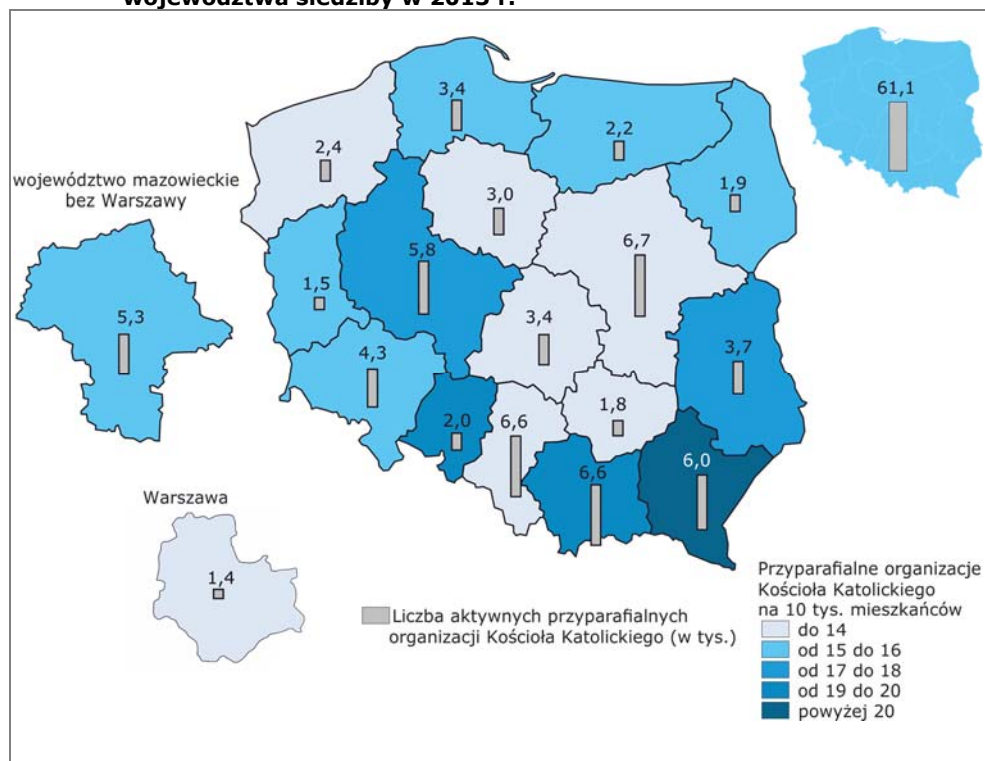 województwa siedziby w 2013 r.
61,1
3,4
2,2
2,4
1,9
województwo mazowieckie
bez Warszawy
3,0
6,7
5,8
1,5
5,3
3,4
4,3
3,7
2,0
1,8
6,6
6,6
6,0
Warszawa
1,4
Liczba aktywnych przyparafialnych
organizacji Kościoła Katolickiego (w tys.)
Przyparafialne organizacje
Kościoła Katolickiego
na 10 tys. mieszkańców
do 14
od 15 do 16
od 17 do 18
od 19 do 20
powyżej 20